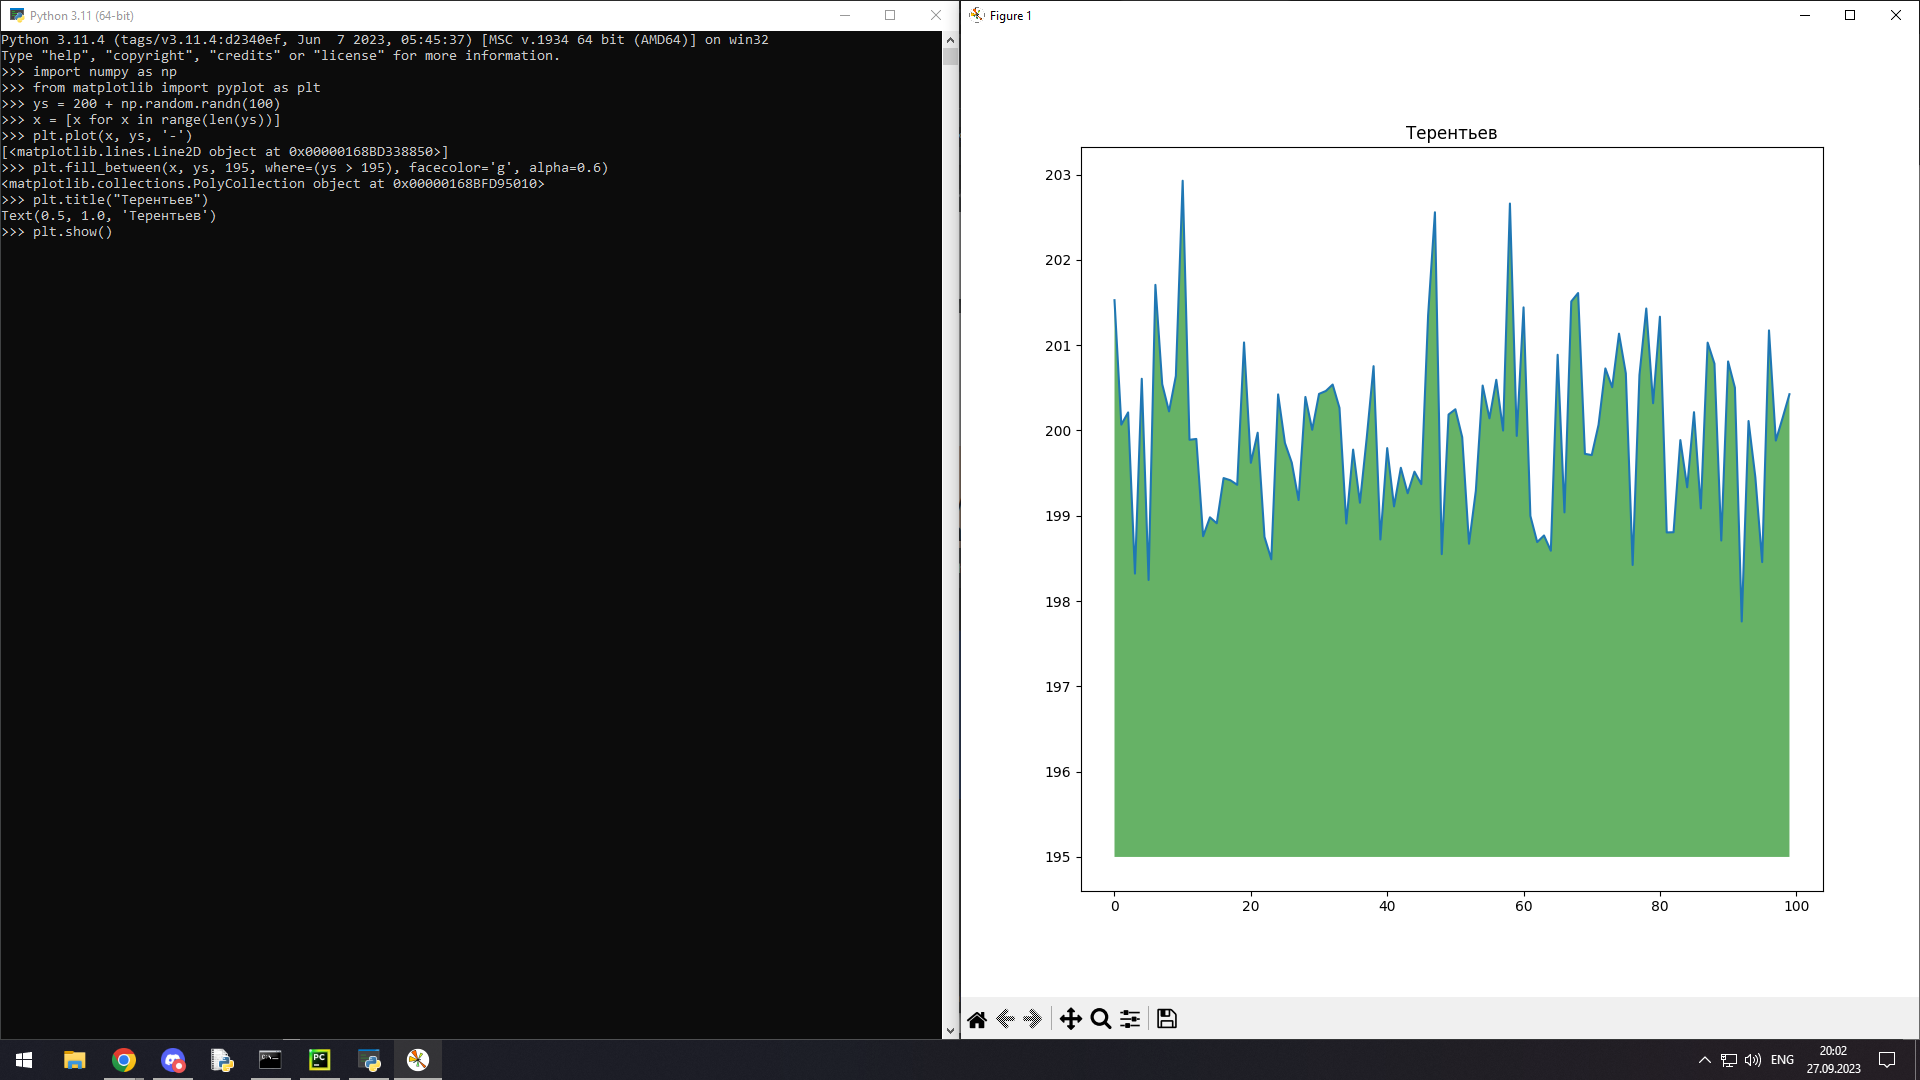 Python 3.11 (64-bit)
Python 3.11.4 (tags/v3.11.4:d2340ef, Jun  7 2023, 05:45:37) [MSC v.1934 64 bit (AMD64)] on win32
Type "help", "copyright", "credits" or "license" for more information.
>>> import numpy as np
>>> from matplotlib import pyplot as plt
>>> ys = 200 + np.random.randn(100)
>>> x = [x for x in range(len(ys))]
>>> plt.plot(x, ys, '-')
[<matplotlib.lines.Line2D object at 0x00000168BD338850>]
>>> plt.fill_between(x, ys, 195, where=(ys > 195), facecolor='g', alpha=0.6)
<matplotlib.collections.PolyCollection object at 0x00000168BFD95010>
>>> plt.title("Терентьев")
Text(0.5, 1.0, 'Терентьев')
>>> plt.show()
Figure 1
Терентьев
203
202
201
200
199
198
197
196
195
0 20 40 60 80 100
PC
ENG
20:02
27.09.2023